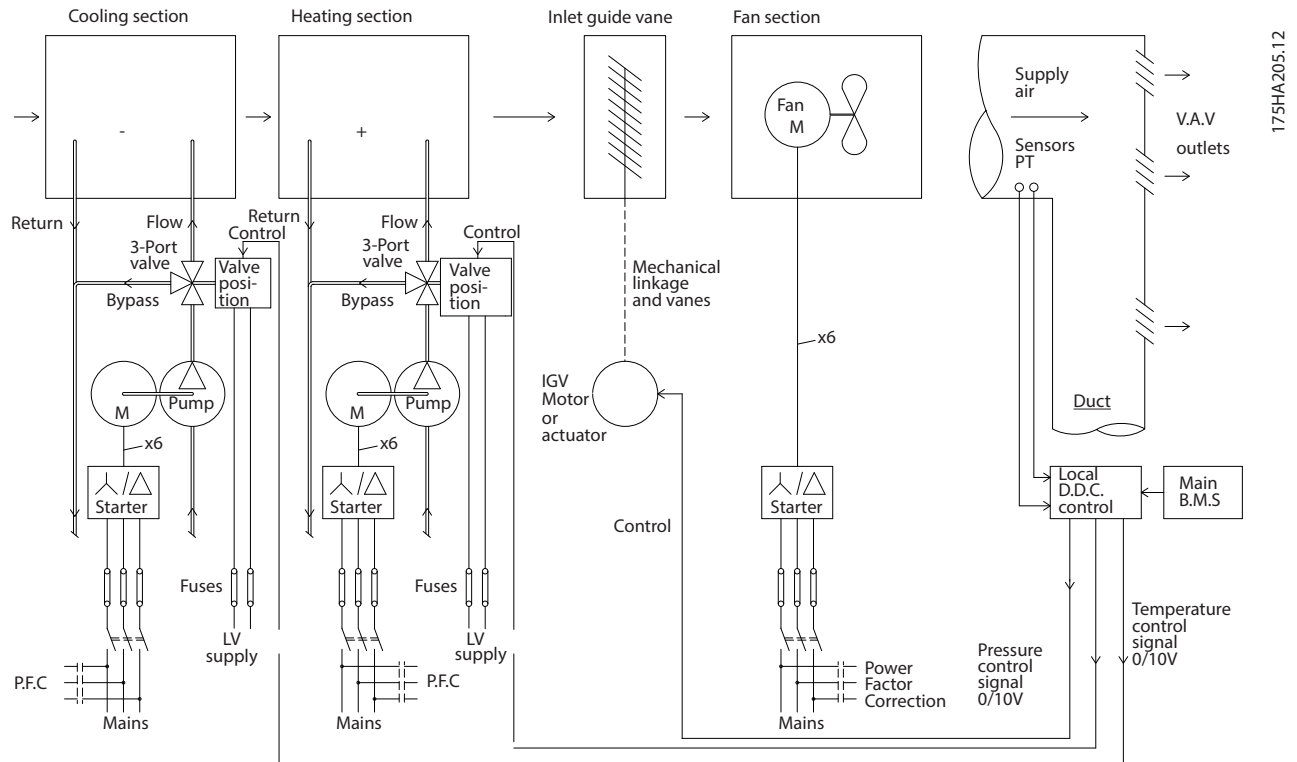 Cooling section
Heating section
Inlet guide vane
Fan section
175HA205.12
-
+
Fan
M
Supply
air
Sensors
PT
V.A.V
outlets
Return
Flow
3-Port
valve
Bypass
Control
Valve
posi-
tion
Return
Flow
3-Port
valve
Bypass
Control
Valve
posi-
tion
Mechanical
linkage
and vanes
x6
M
Pump
x6
Starter
M
Pump
x6
Starter
IGV
Motor
or
actuator
Duct
Starter
Local
D.D.C.
control
Main
B.M.S
Control
Fuses
Fuses
LV
supply
LV
supply
P.F.C
Mains
P.F.C
Mains
Power
Factor
Correction
Mains
Pressure
control
signal
0/10V
Temperature
control
signal
0/10V